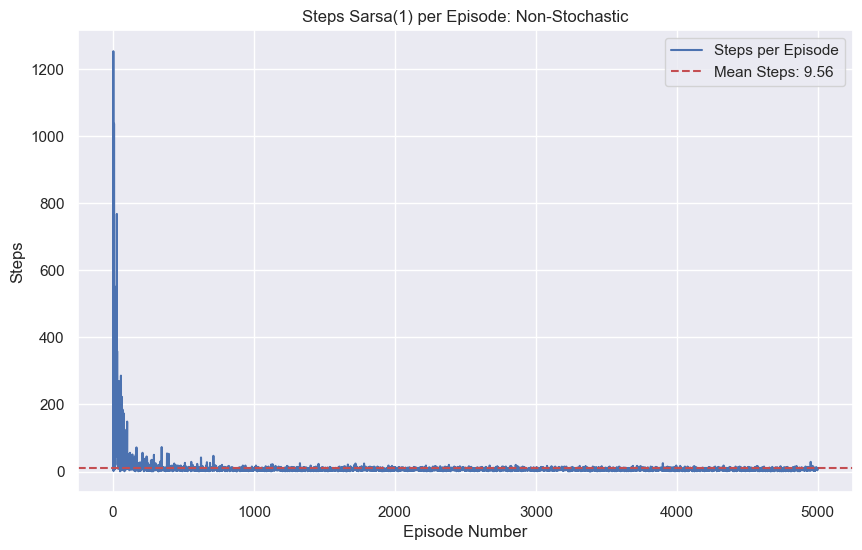 Steps Sarsa(1) per Episode: Non-Stochastic
Steps per Episode
Mean Steps: 9.56
1200
1000
800
600
400
200
0
Steps
0 1000 2000 3000 4000 5000
Episode Number